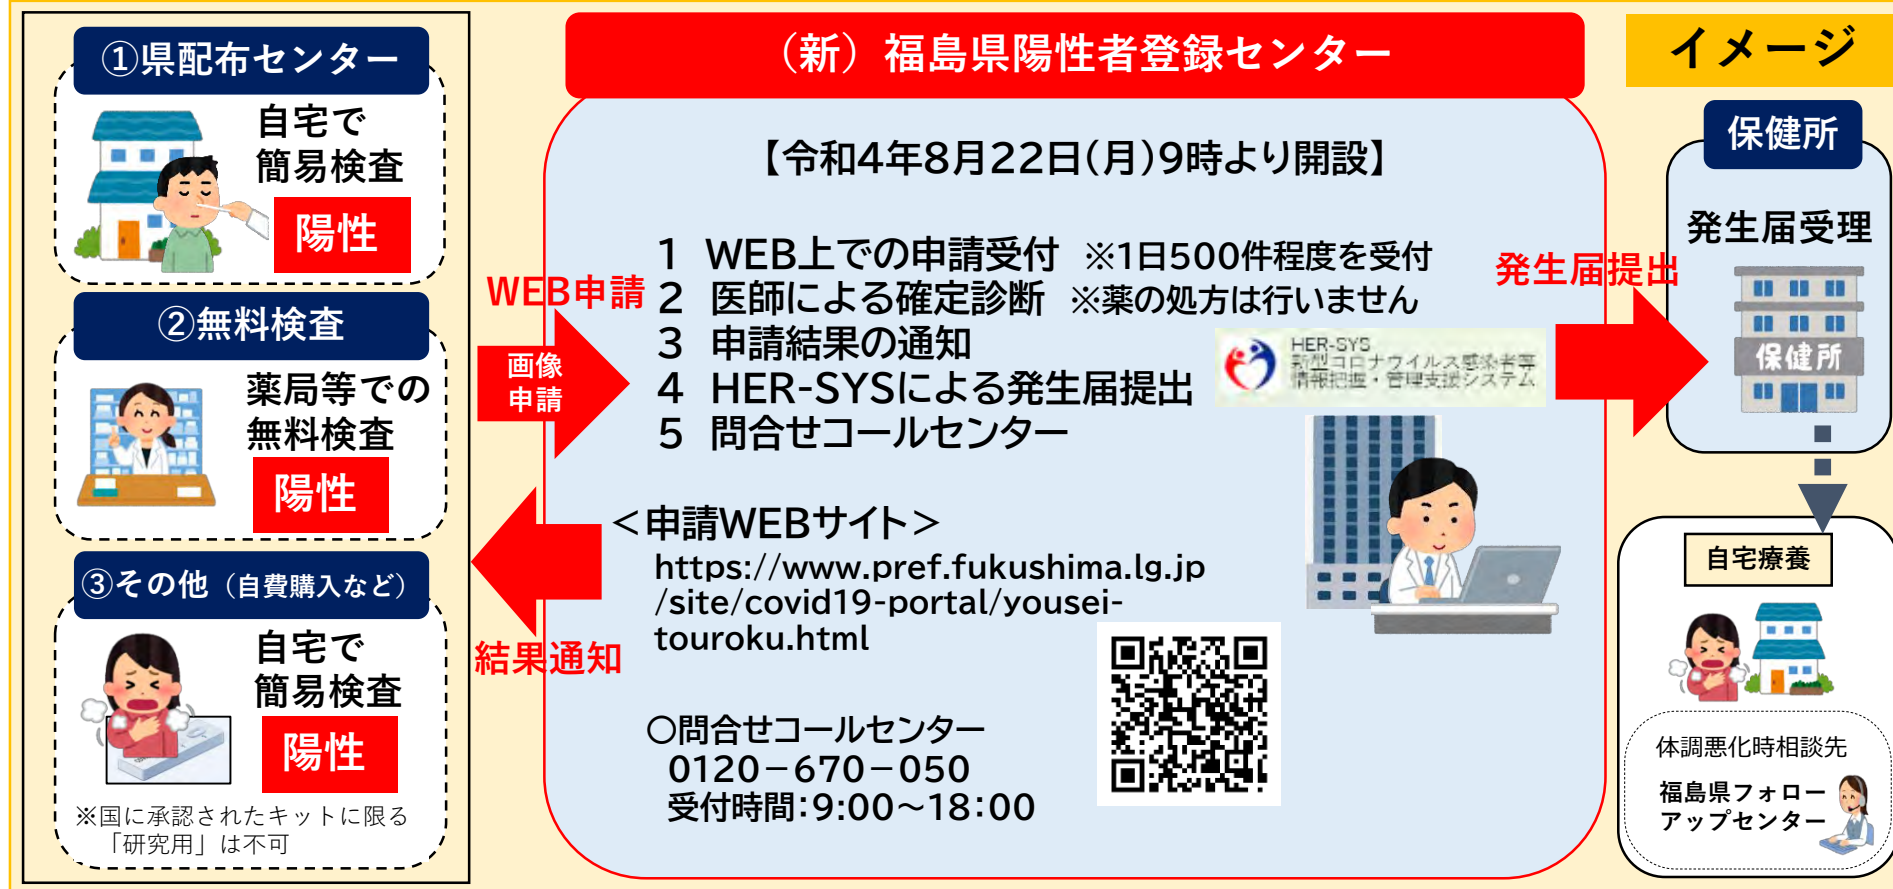 ①県配布センター
自宅で
簡易検査
陽性
②無料検査
薬局等での
無料検査
陽性
③その他（自費購入など）
自宅で
簡易検査
陽性
※国に承認されたキットに限る
「研究用」は不可
WEB申請
画像
申請
結果通知
（新）福島県陽性者登録センター
【令和4年8月22日(月)9時より開設】
1 WEB上での申請受付 ※1日500件程度を受付
2 医師による確定診断 ※薬の処方は行いません
3 申請結果の通知
4 HER-SYSによる発生届提出
5 問合せコールセンター
HER-SYS
新型コロナウイルス感染者等
情報把握・管理支援システム
＜申請WEBサイト＞
https://www.pref.fukushima.lg.jp
/site/covid19-portal/yousei-
touroku.html
○問合せコールセンター
0120－670－050
受付時間：9:00～18:00
発生届提出
イメージ
保健所
発生届受理
保健所
自宅療養
体調悪化時相談先
福島県フォロー
アップセンター